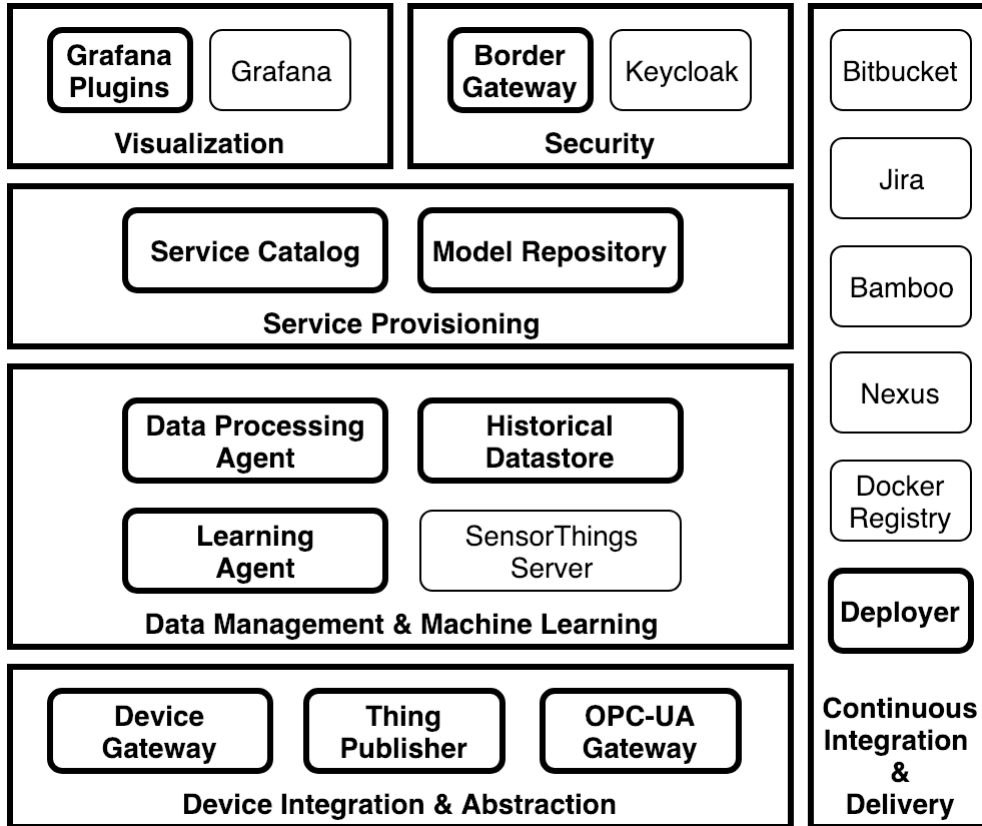 Grafana
Plugins
Grafana
Visualization
Border
Gateway
Keycloak
Security
Service Catalog
Model Repository
Service Provisioning
Data Processing
Agent
Historical
Datastore
Learning
Agent
SensorThings
Server
Data Management & Machine Learning
Device
Gateway
Thing
Publisher
OPC-UA
Gateway
Device Integration & Abstraction
Bitbucket
Jira
Bamboo
Nexus
Docker
Registry
Deployer
Continuous
Integration
&
Delivery